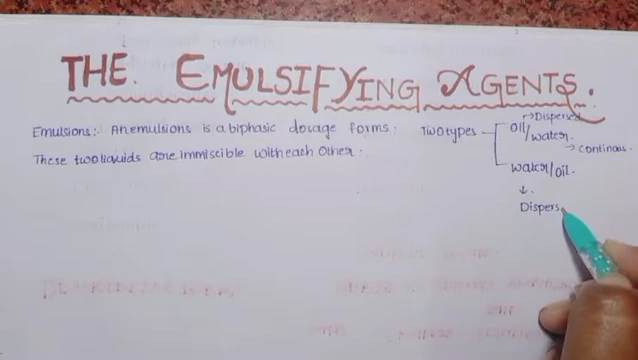 THE. EMULSIFYING AGENTS.
Emulsions:- An emulsions is a biphasic dosage forms: Two types
→Dispersed
Oil/water.
→ Continous.
These two liquids are immiscible with each other.
water/oil.
↓.
Dispers